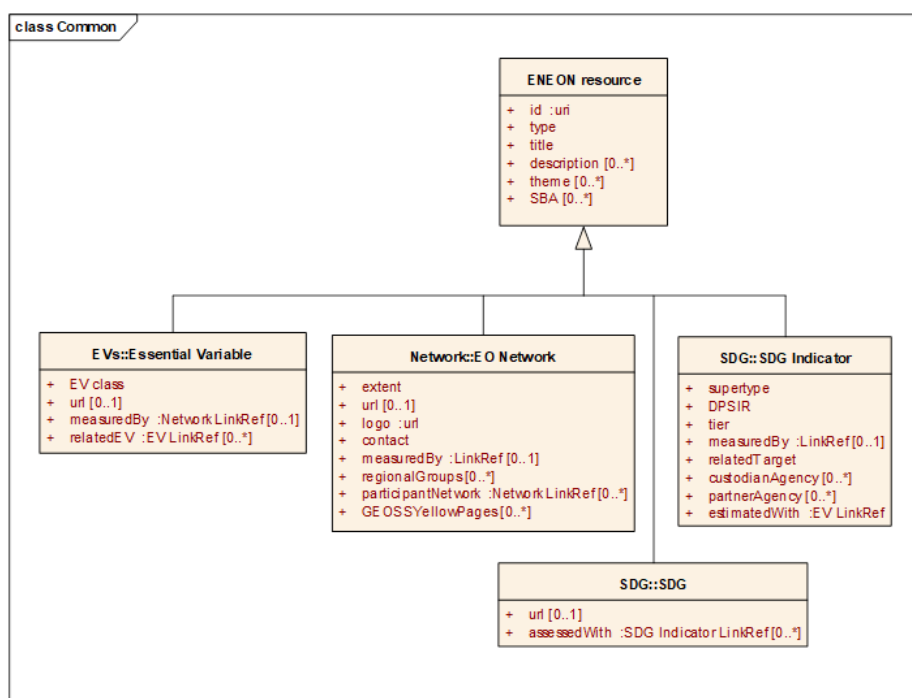 class Common
ENEON resource
+ id :uri
+ type
+ title
+ description [0..*]
+ theme [0..*]
+ SBA [0..*]
EVs::Essential Variable
+ EV class
+ url [0..1]
+ measuredBy :Network LinkRef [0..1]
+ relatedEV :EV LinkRef [0..*]
Network::EO Network
+ extent
+ url [0..1]
+ logo :url
+ contact
+ measuredBy :LinkRef [0..1]
+ regionalGroups [0..*]
+ participantNetwork :Network LinkRef [0..*]
+ GEOSSYellowPages [0..*]
SDG::SDG Indicator
+ supertype
+ DPSIR
+ tier
+ measuredBy :LinkRef [0..1]
+ relatedTarget
+ custodianAgency [0..*]
+ partnerAgency [0..*]
+ estimatedWith :EV LinkRef
SDG::SDG
+ url [0..1]
+ assessedWith :SDG Indicator LinkRef [0..*]